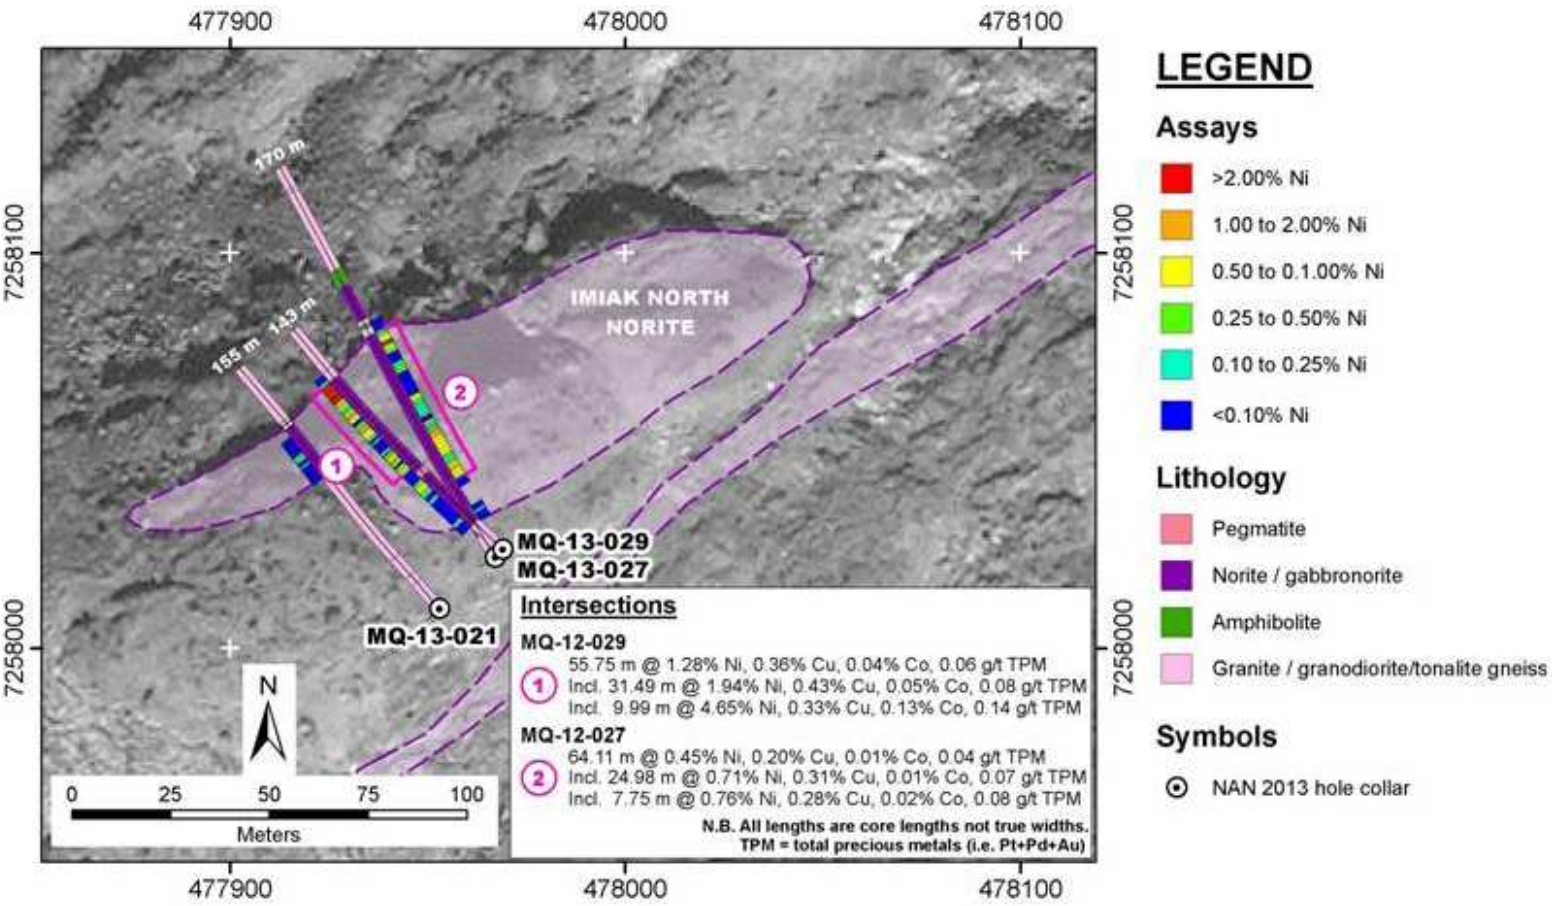 477900 478000 478100
LEGEND
Assays
>2.00% Ni
1.00 to 2.00% Ni
0.50 to 0.1.00% Ni
0.25 to 0.50% Ni
0.10 to 0.25% Ni
<0.10% Ni
Lithology
Pegmatite
Norite / gabbronorite
Amphibolite
Granite / granodiorite/tonalite gneiss
Symbols
NAN 2013 hole collar
7258100
7258100
170 m
143 m
155 m
IMIAK NORTH
NORITE
2
1
MQ-13-029
MQ-13-027
MQ-13-021
7258000
7258000
N
0 25 50 75 100
Meters
Intersections
MQ-12-029
55.75 m @ 1.28% Ni, 0.36% Cu, 0.04% Co, 0.06 g/t TPM
1 Incl. 31.49 m @ 1.94% Ni, 0.43% Cu, 0.05% Co, 0.08 g/t TPM
Incl. 9.99 m @ 4.65% Ni, 0.33% Cu, 0.13% Co, 0.14 g/t TPM
MQ-12-027
64.11 m @ 0.45% Ni, 0.20% Cu, 0.01% Co, 0.04 g/t TPM
2 Incl. 24.98 m @ 0.71% Ni, 0.31% Cu, 0.01% Co, 0.07 g/t TPM
Incl. 7.75 m @ 0.76% Ni, 0.28% Cu, 0.02% Co, 0.08 g/t TPM
N.B. All lengths are core lengths not true widths.
TPM = total precious metals (i.e. Pt+Pd+Au)
477900 478000 478100